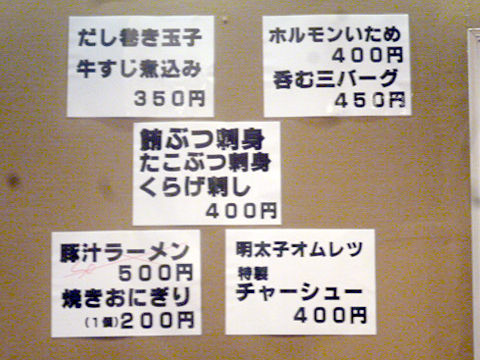 だし巻き玉子
牛すじ煮込み
350円
ホルモンいため
400円
呑む三バーグ
450円
鮪ぶつ刺身
たこぶつ刺身
くらげ刺し
400円
豚汁ラーメン
500円
焼きおにぎり
(1個)200円
明太子オムレツ
特製
チャーシュー
400円